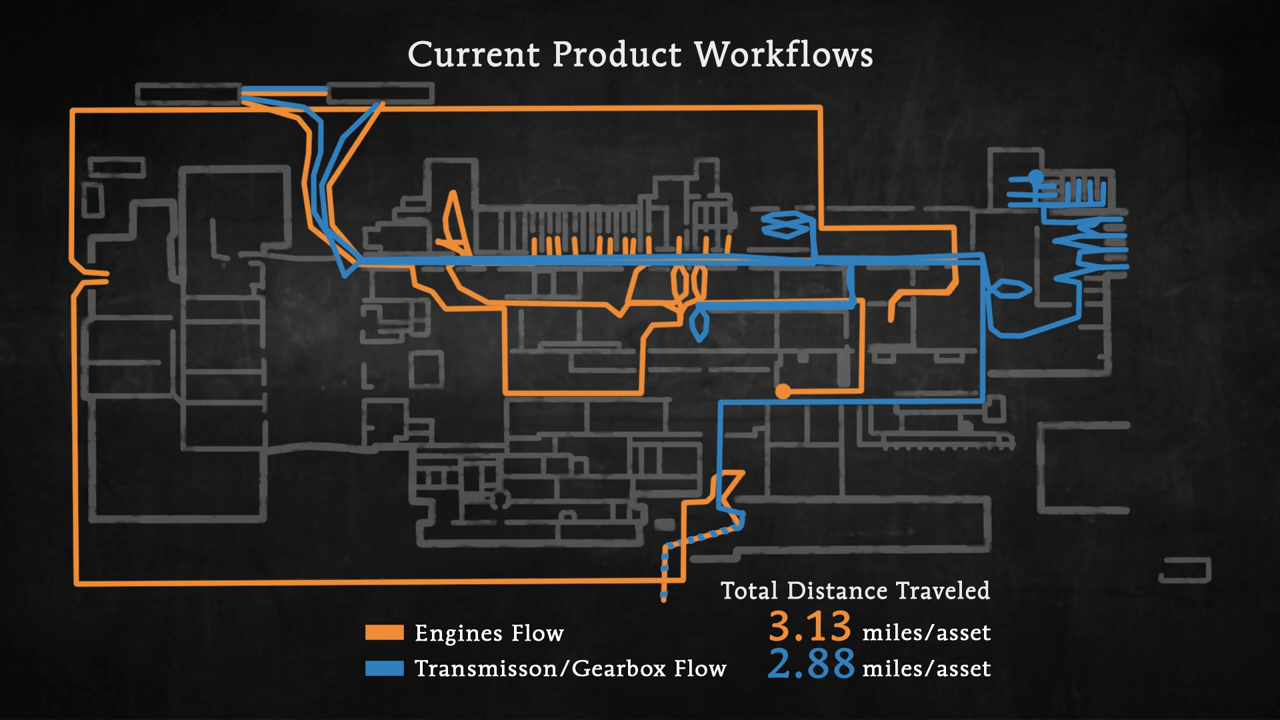 Current Product Workflows
Total Distance Traveled
Engines Flow 3.13 miles/asset
Transmisson/Gearbox Flow 2.88 miles/asset